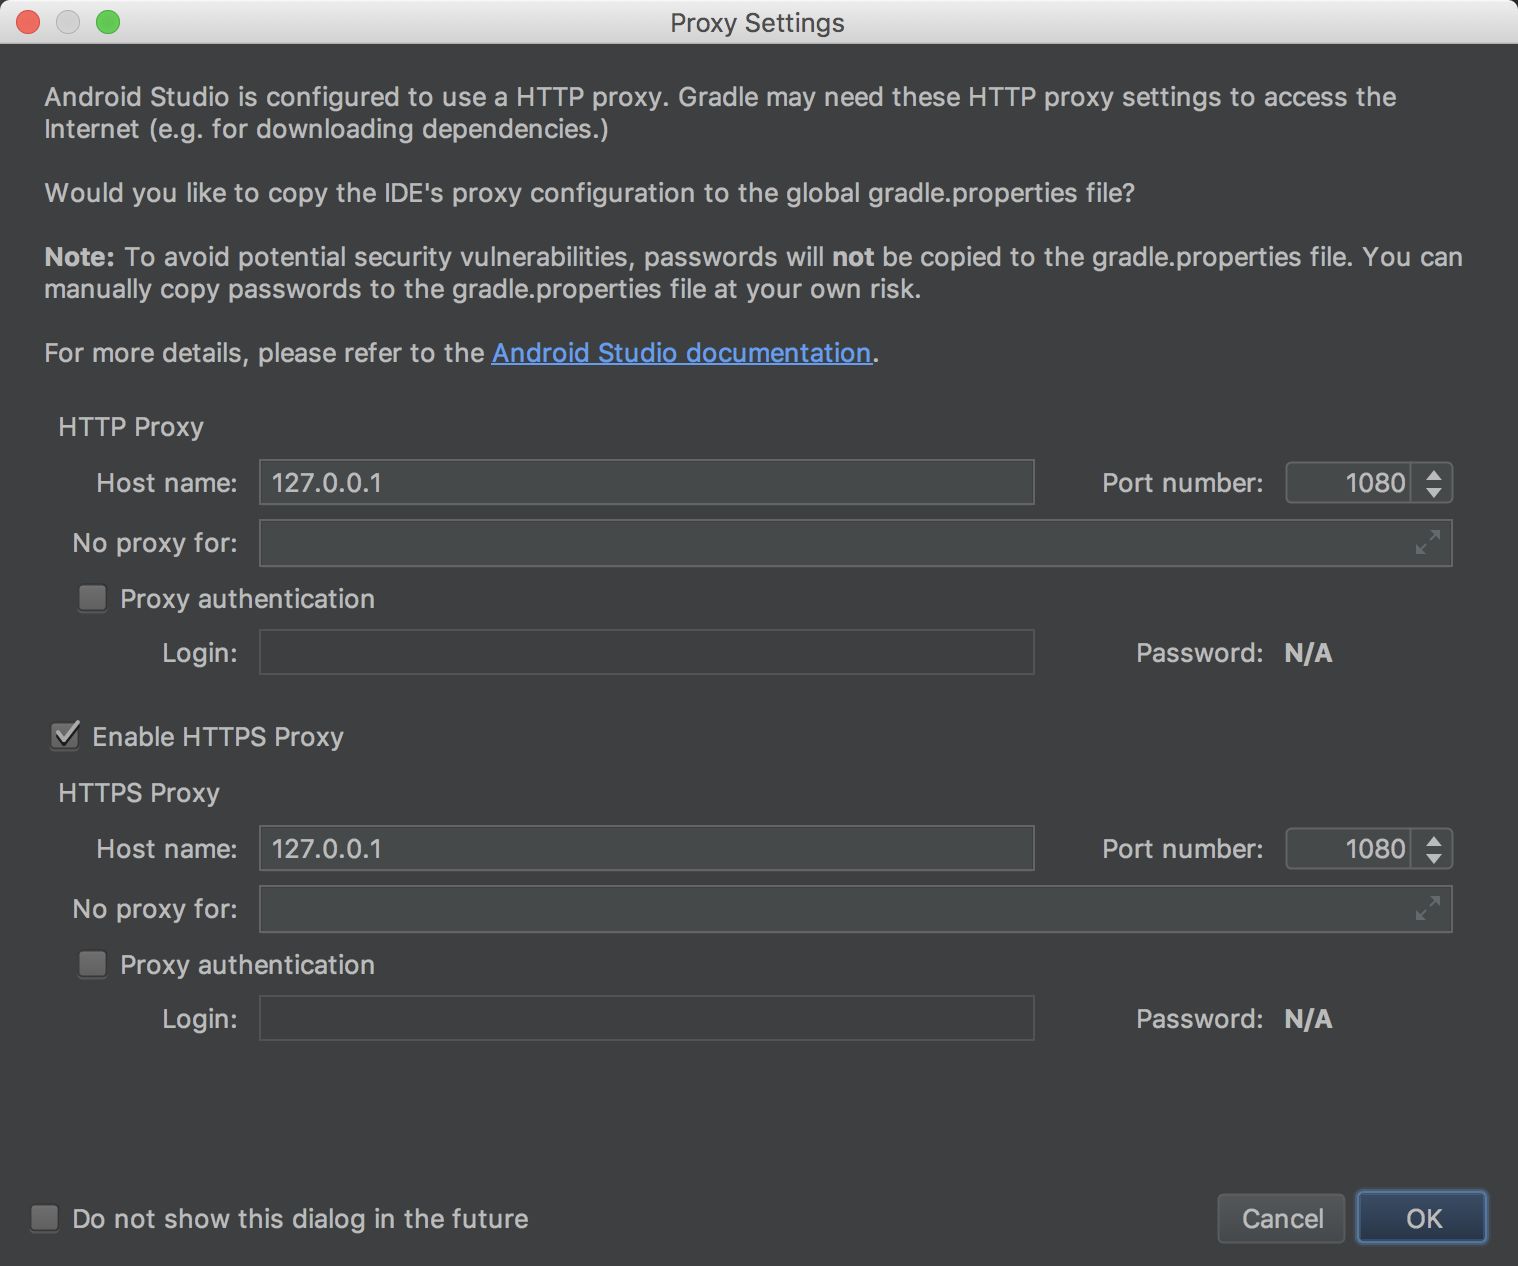 Proxy Settings
Android Studio is configured to use a HTTP proxy. Gradle may need these HTTP proxy settings to access the
Internet (e.g. for downloading dependencies.)
Would you like to copy the IDE's proxy configuration to the global gradle.properties file?
Note: To avoid potential security vulnerabilities, passwords will not be copied to the gradle.properties file. You can
manually copy passwords to the gradle.properties file at your own risk.
For more details, please refer to the Android Studio documentation.
HTTP Proxy
Host name: 127.0.0.1 Port number: 1080
No proxy for:
Proxy authentication
Login: Password: N/A
Enable HTTPS Proxy
HTTPS Proxy
Host name: 127.0.0.1 Port number: 1080
No proxy for:
Proxy authentication
Login: Password: N/A
Do not show this dialog in the future Cancel OK